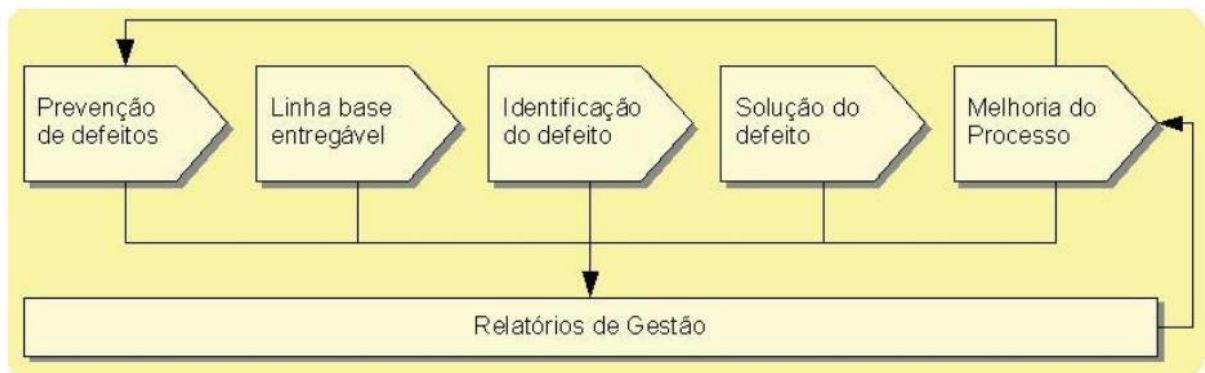 Prevenção
de defeitos
Linha base
entregável
Identificação
do defeito
Solução do
defeito
Melhoria do
Processo
Relatórios de Gestão